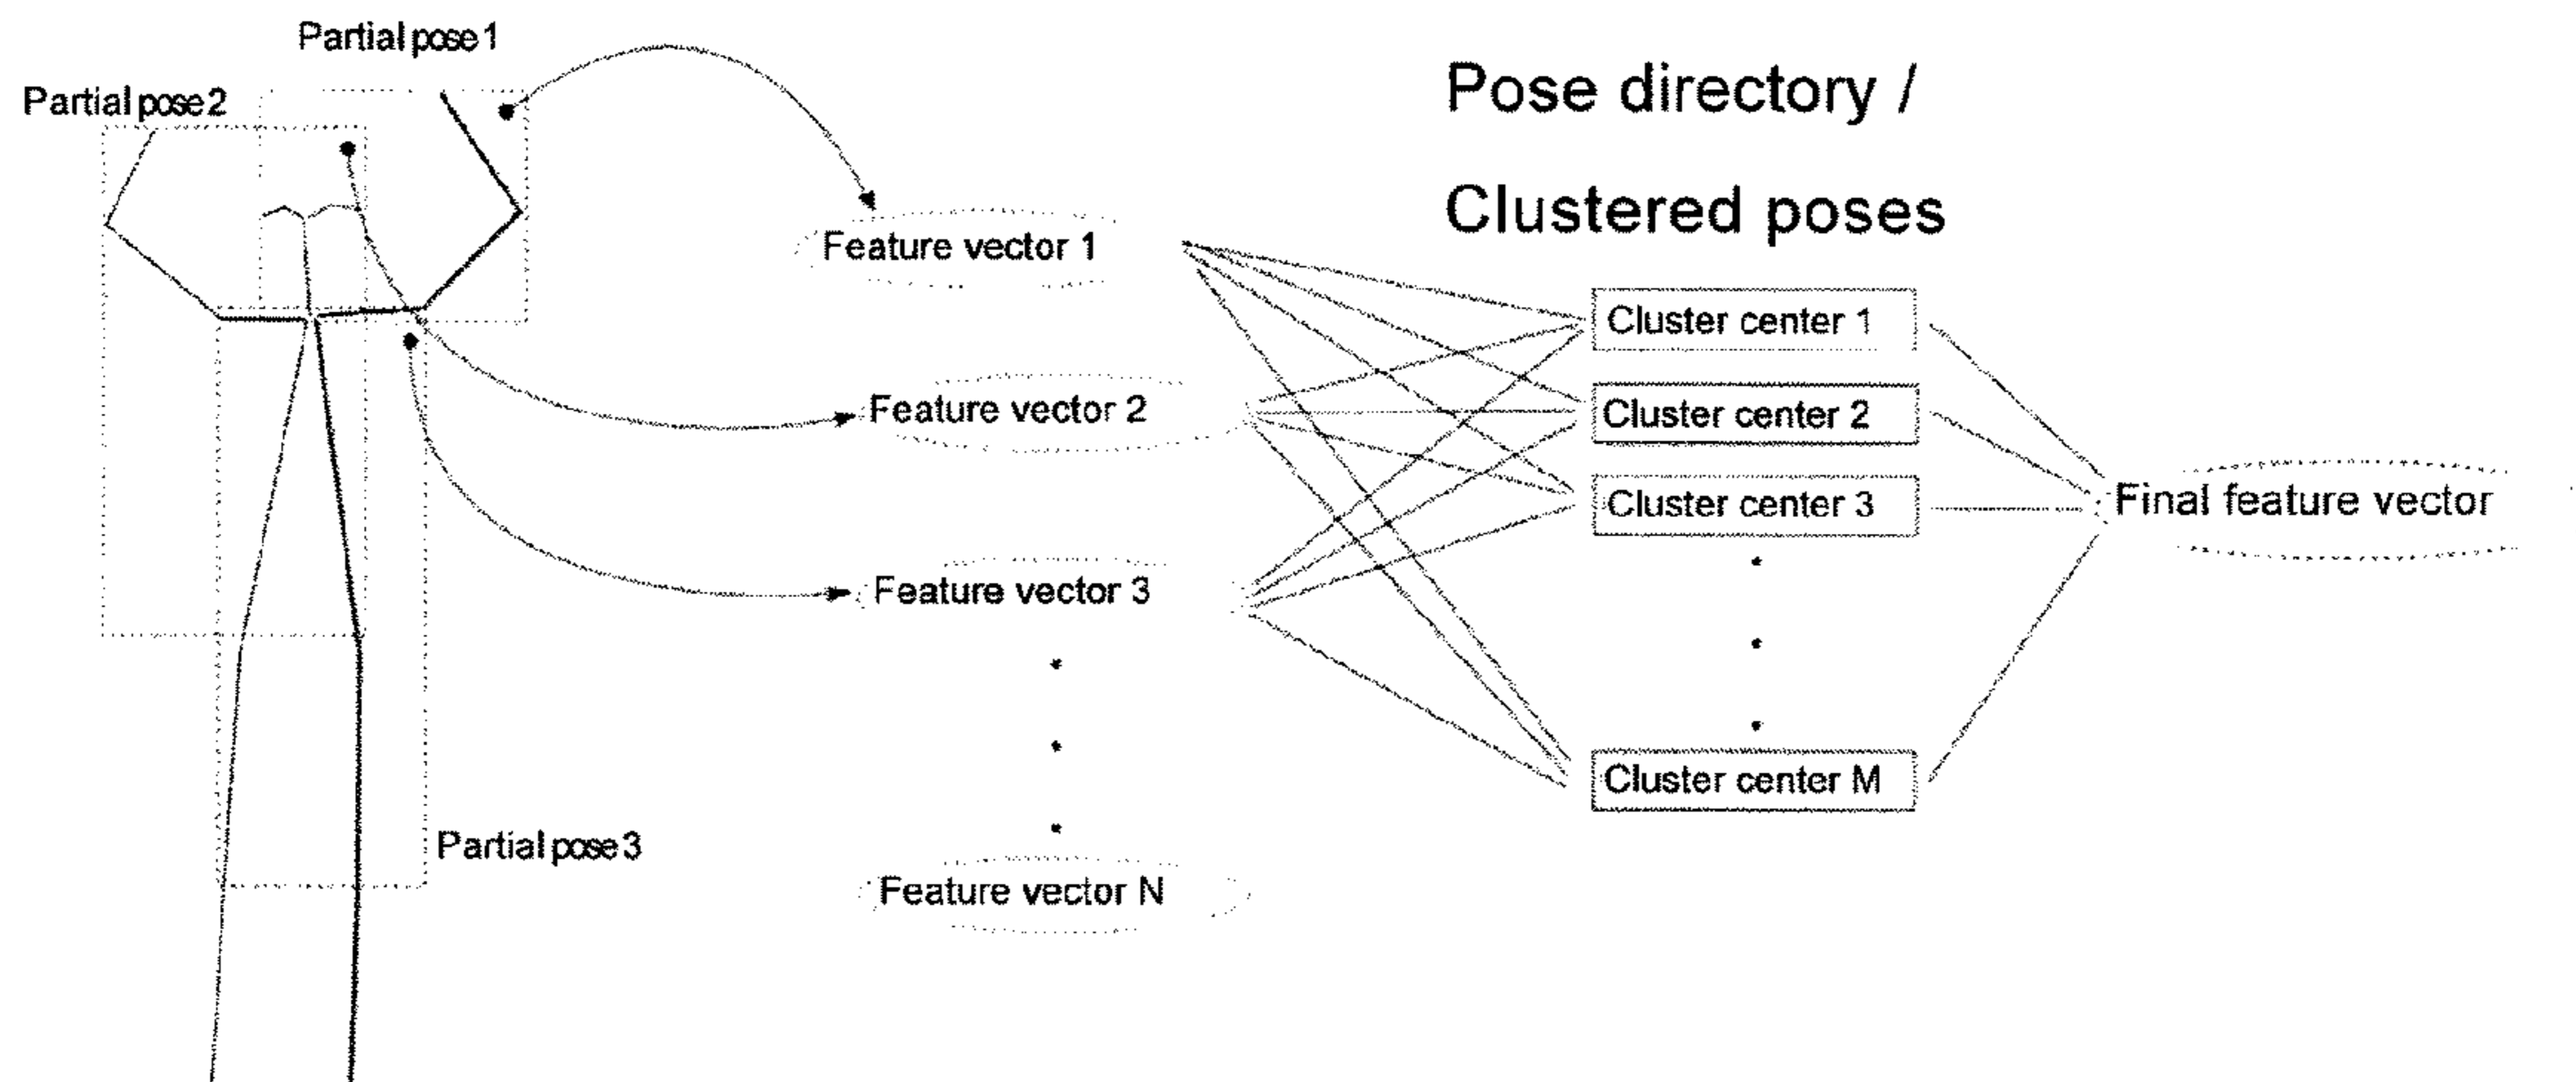 Partial pose 1
Partial pose 2
Partial pose 3
Feature vector 1
Feature vector 2
Feature vector 3
Feature vector N
Pose directory /
Clustered poses
Cluster center 1
Cluster center 2
Cluster center 3
Cluster center M
Final feature vector